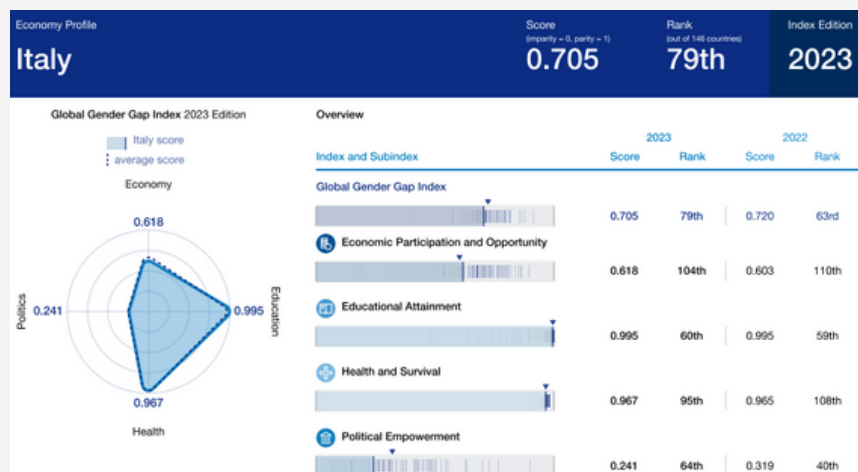 Economy Profile
Italy
Score
(imparity = 0, parity = 1)
0.705
Rank
(out of 146 countries)
79th
Index Edition
2023
Global Gender Gap Index 2023 Edition
Italy score
average score
Economy
0.618
Politics
0.241
0.995
Education
0.967
Health
Overview
2023 2022
Index and Subindex Score Rank Score Rank
Global Gender Gap Index
0.705 79th 0.720 63rd
Economic Participation and Opportunity
0.618 104th 0.603 110th
Educational Attainment
0.995 60th 0.995 59th
Health and Survival
0.967 95th 0.965 108th
Political Empowerment
0.241 64th 0.319 40th